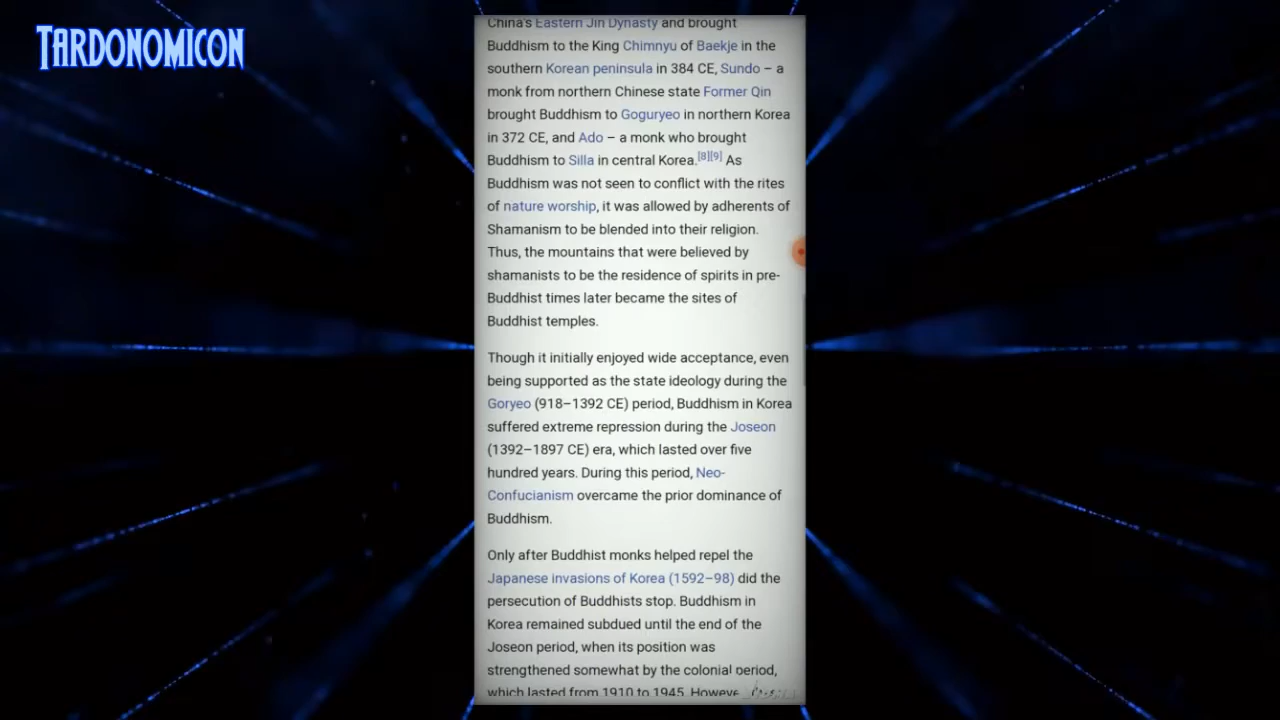 TARDONOMICON
China's Eastern Jin Dynasty and brought
Buddhism to the King Chimnyu of Baekje in the
southern Korean peninsula in 384 CE, Sundo – a
monk from northern Chinese state Former Qin
brought Buddhism to Goguryeo in northern Korea
in 372 CE, and Ado – a monk who brought
Buddhism to Silla in central Korea.[8][9] As
Buddhism was not seen to conflict with the rites
of nature worship, it was allowed by adherents of
Shamanism to be blended into their religion.
Thus, the mountains that were believed by
shamanists to be the residence of spirits in pre-
Buddhist times later became the sites of
Buddhist temples.
Though it initially enjoyed wide acceptance, even
being supported as the state ideology during the
Goryeo (918–1392 CE) period, Buddhism in Korea
suffered extreme repression during the Joseon
(1392–1897 CE) era, which lasted over five
hundred years. During this period, Neo-
Confucianism overcame the prior dominance of
Buddhism.
Only after Buddhist monks helped repel the
Japanese invasions of Korea (1592–98) did the
persecution of Buddhists stop. Buddhism in
Korea remained subdued until the end of the
Joseon period, when its position was
strengthened somewhat by the colonial period,
which lasted from 1910 to 1945.